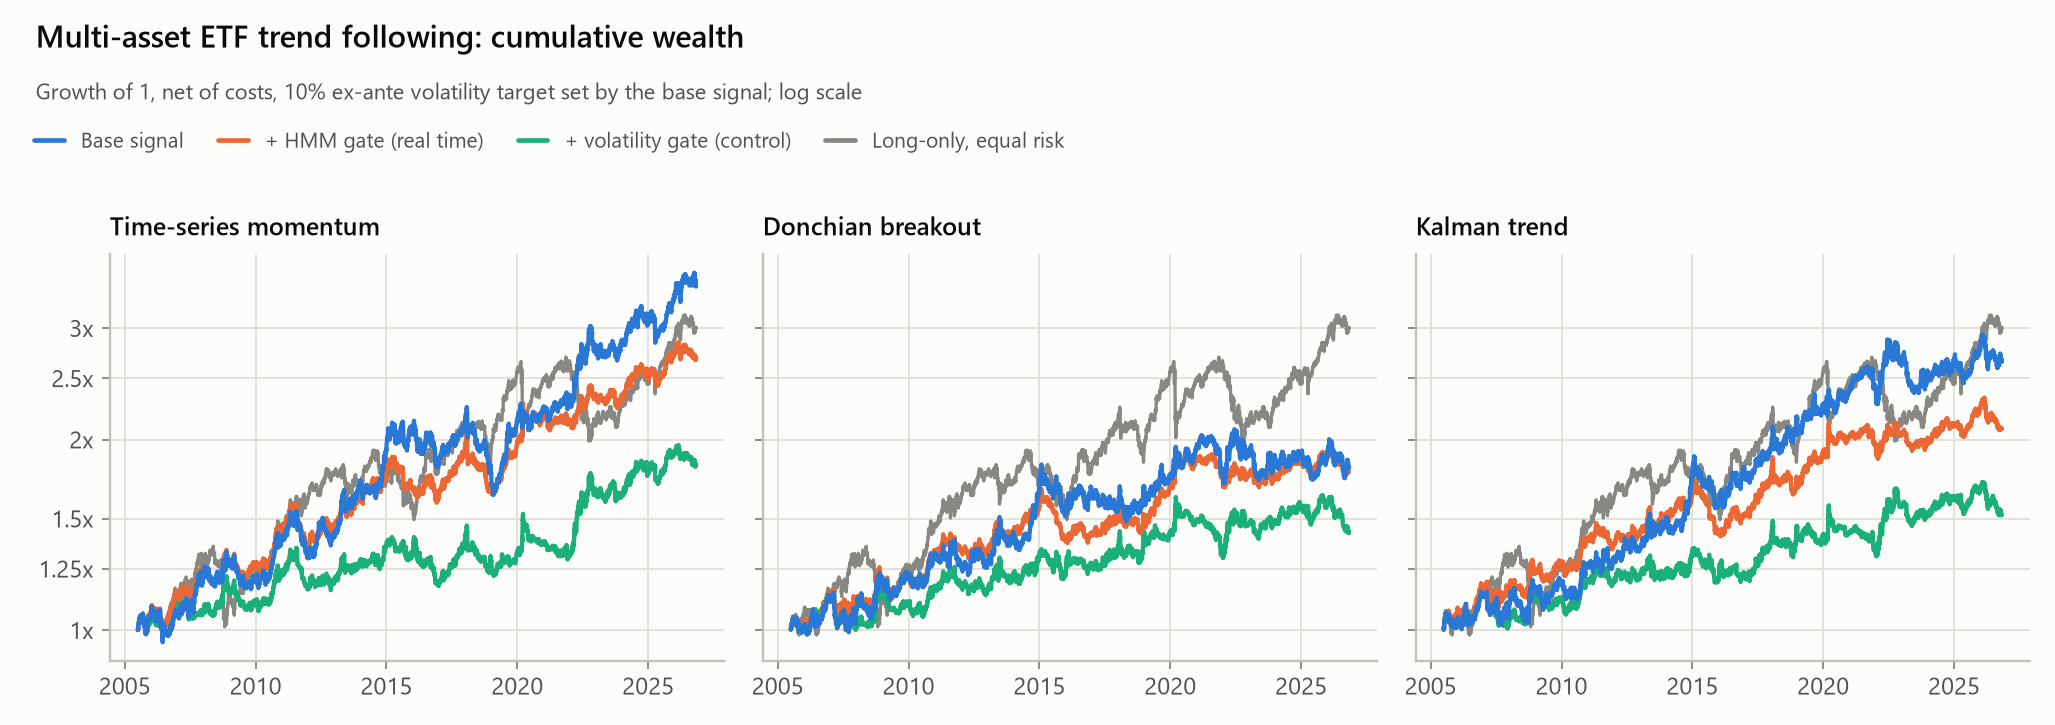 Multi-asset ETF trend following: cumulative wealth
Growth of 1, net of costs, 10% ex-ante volatility target set by the base signal; log scale
Base signal + HMM gate (real time) + volatility gate (control) Long-only, equal risk
Time-series momentum Donchian breakout Kalman trend
3x
2.5x
2x
1.5x
1.25x
1x
2005 2010 2015 2020 2025 2005 2010 2015 2020 2025 2005 2010 2015 2020 2025